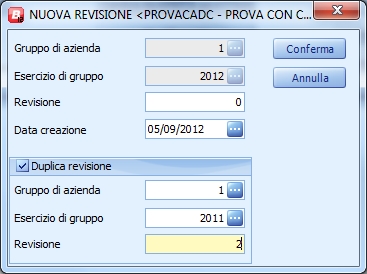 NUOVA REVISIONE <PROVACADC - PROVA CON C...
Gruppo di azienda 1 ... Conferma
Esercizio di gruppo 2012 ... Annulla
Revisione 0
Data creazione 05/09/2012 ...
Duplica revisione
Gruppo di azienda 1 ...
Esercizio di gruppo 2011 ...
Revisione 2